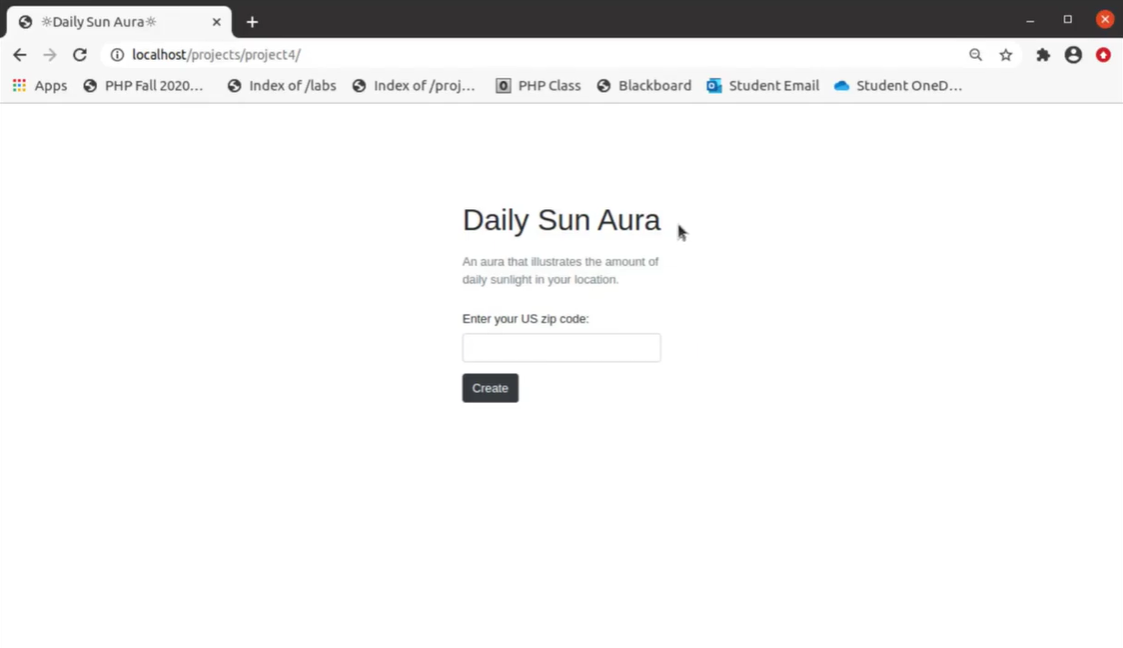 ☼Daily Sun Aura☼
localhost/projects/project4/
Apps PHP Fall 2020... Index of /labs Index of /proj... PHP Class Blackboard Student Email Student OneD...
Daily Sun Aura
An aura that illustrates the amount of
daily sunlight in your location.
Enter your US zip code:
Create